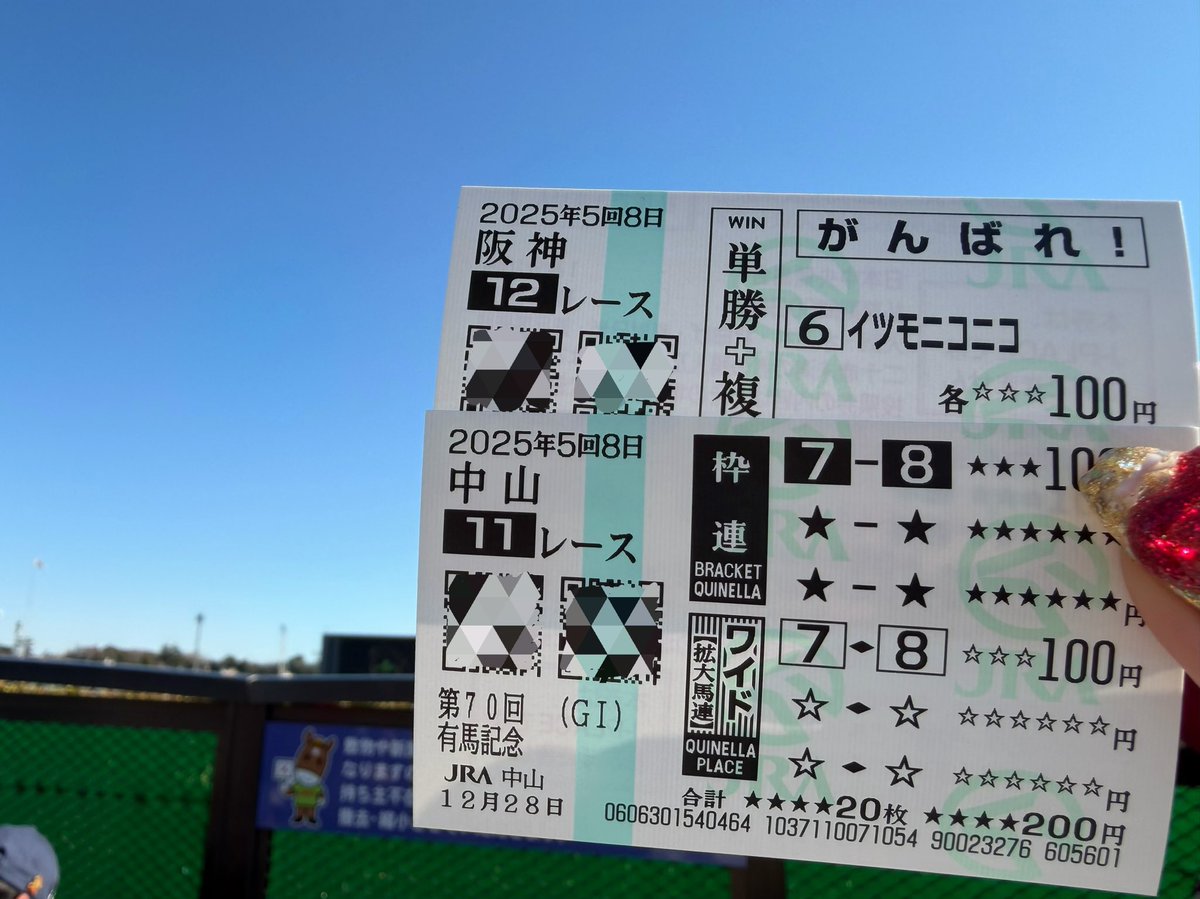 2025年5回8日
阪神
12レース
WIN
単勝+複
がんばれ!
6 イツモニコニコ
各☆☆☆100円
2025年5回8日
中山
11レース
第70回 (GI)
有馬記念
JRA 中山
12月28日
枠連
BRACKET
QUINELLA
7-8 ★★★10
★-★ ★★★★★★
★-★ ★★★★★★円
ワイド
[拡大馬連]
QUINELLA
PLACE
7◆8 ☆☆☆100円
☆◆☆ ☆☆☆☆☆☆円
☆◆☆ ☆☆☆☆☆☆円
合計 ★★★★20枚 ★★★★200円
0606301540464 1037110071054 90023276 605601